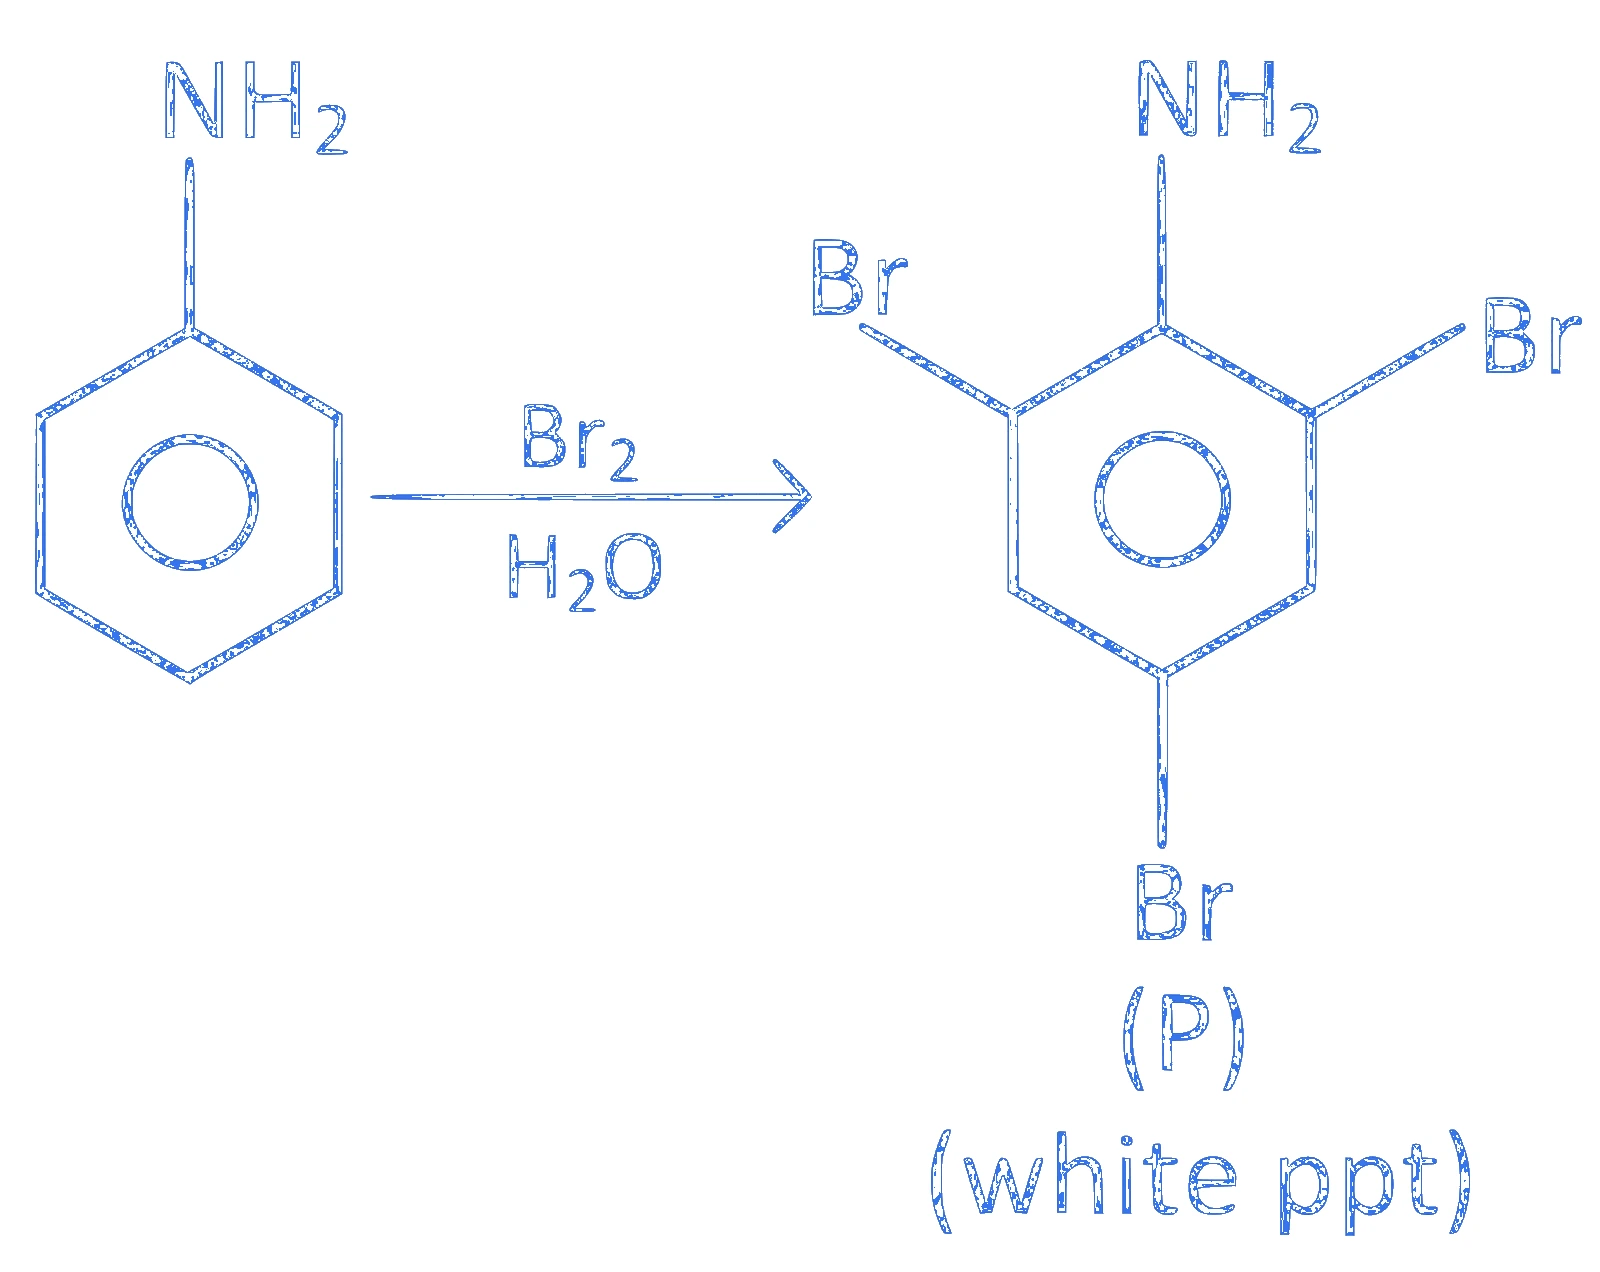 NH₂
Br₂
H₂O
NH₂
Br
Br
Br
(P)
(white ppt)